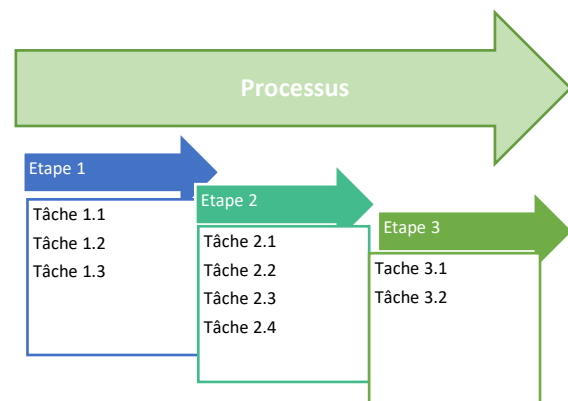 Processus
Etape 1
Tâche 1.1
Tâche 1.2
Tâche 1.3
Etape 2
Tâche 2.1
Tâche 2.2
Tâche 2.3
Tâche 2.4
Etape 3
Tache 3.1
Tâche 3.2